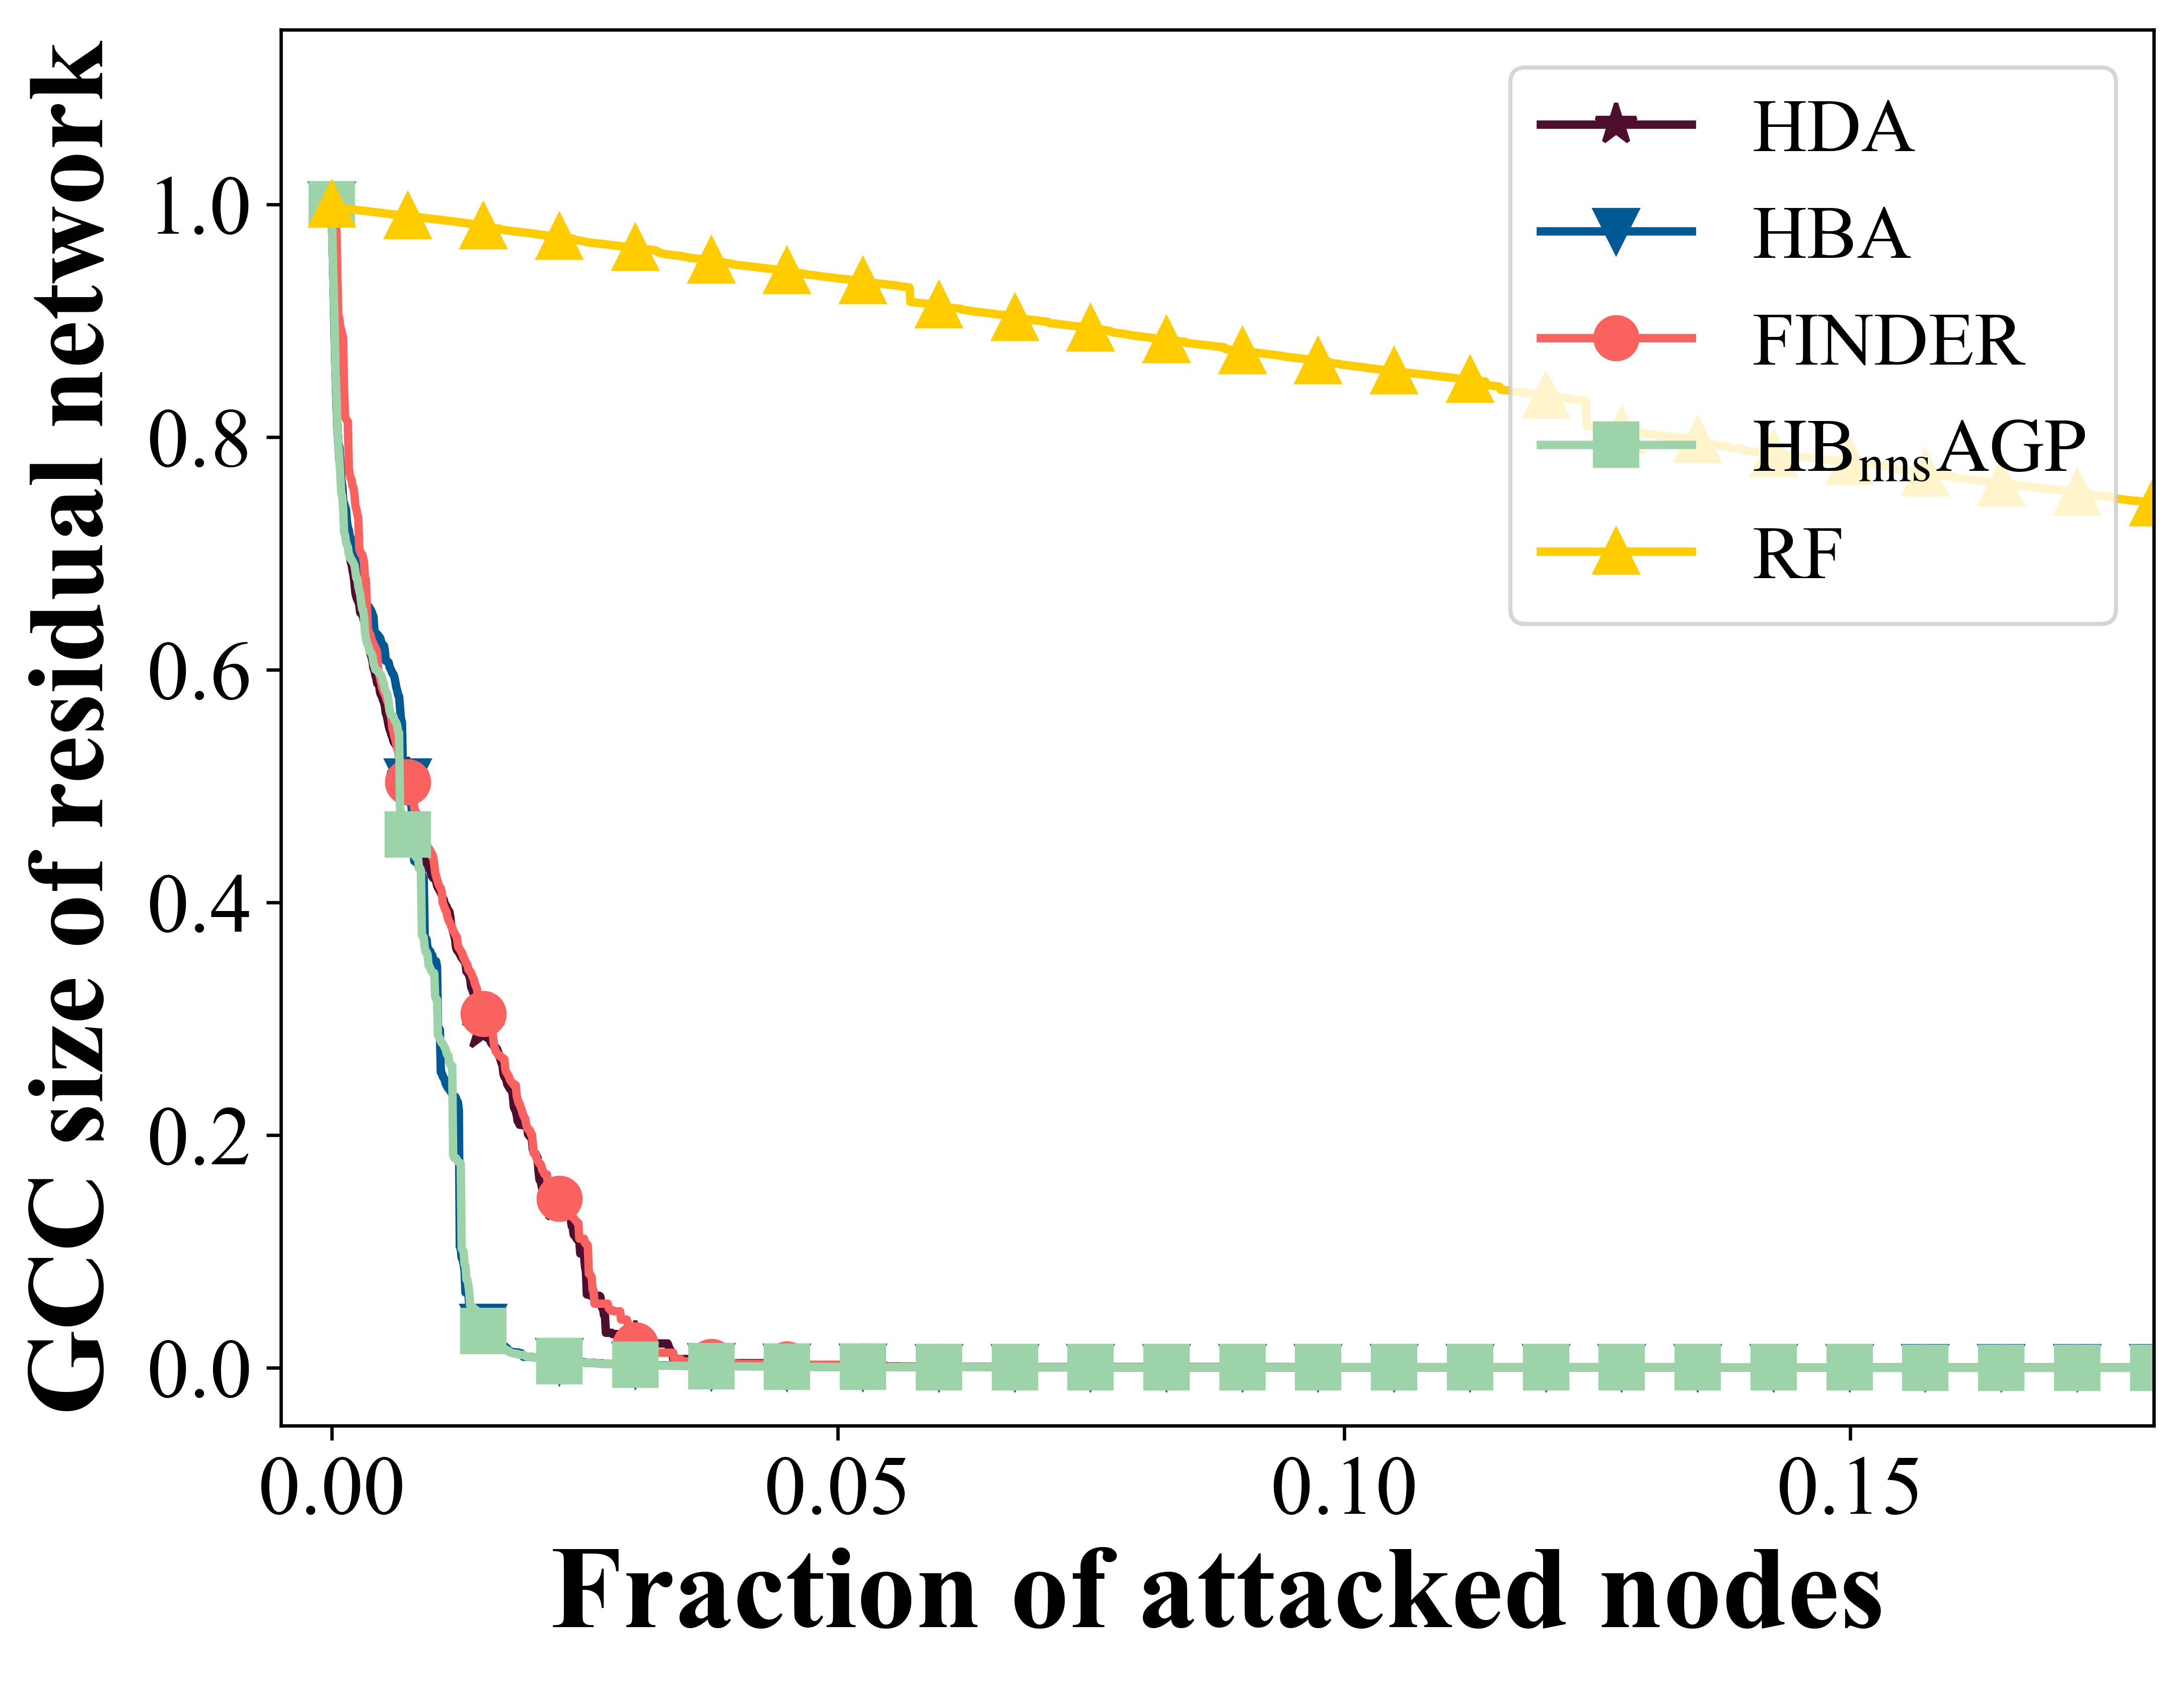 GCC size of residual network
1.0
0.8
0.6
0.4
0.2
0.0
HDA
HBA
FINDER
HBnnsAGP
RF
0.00 0.05 0.10 0.15
Fraction of attacked nodes